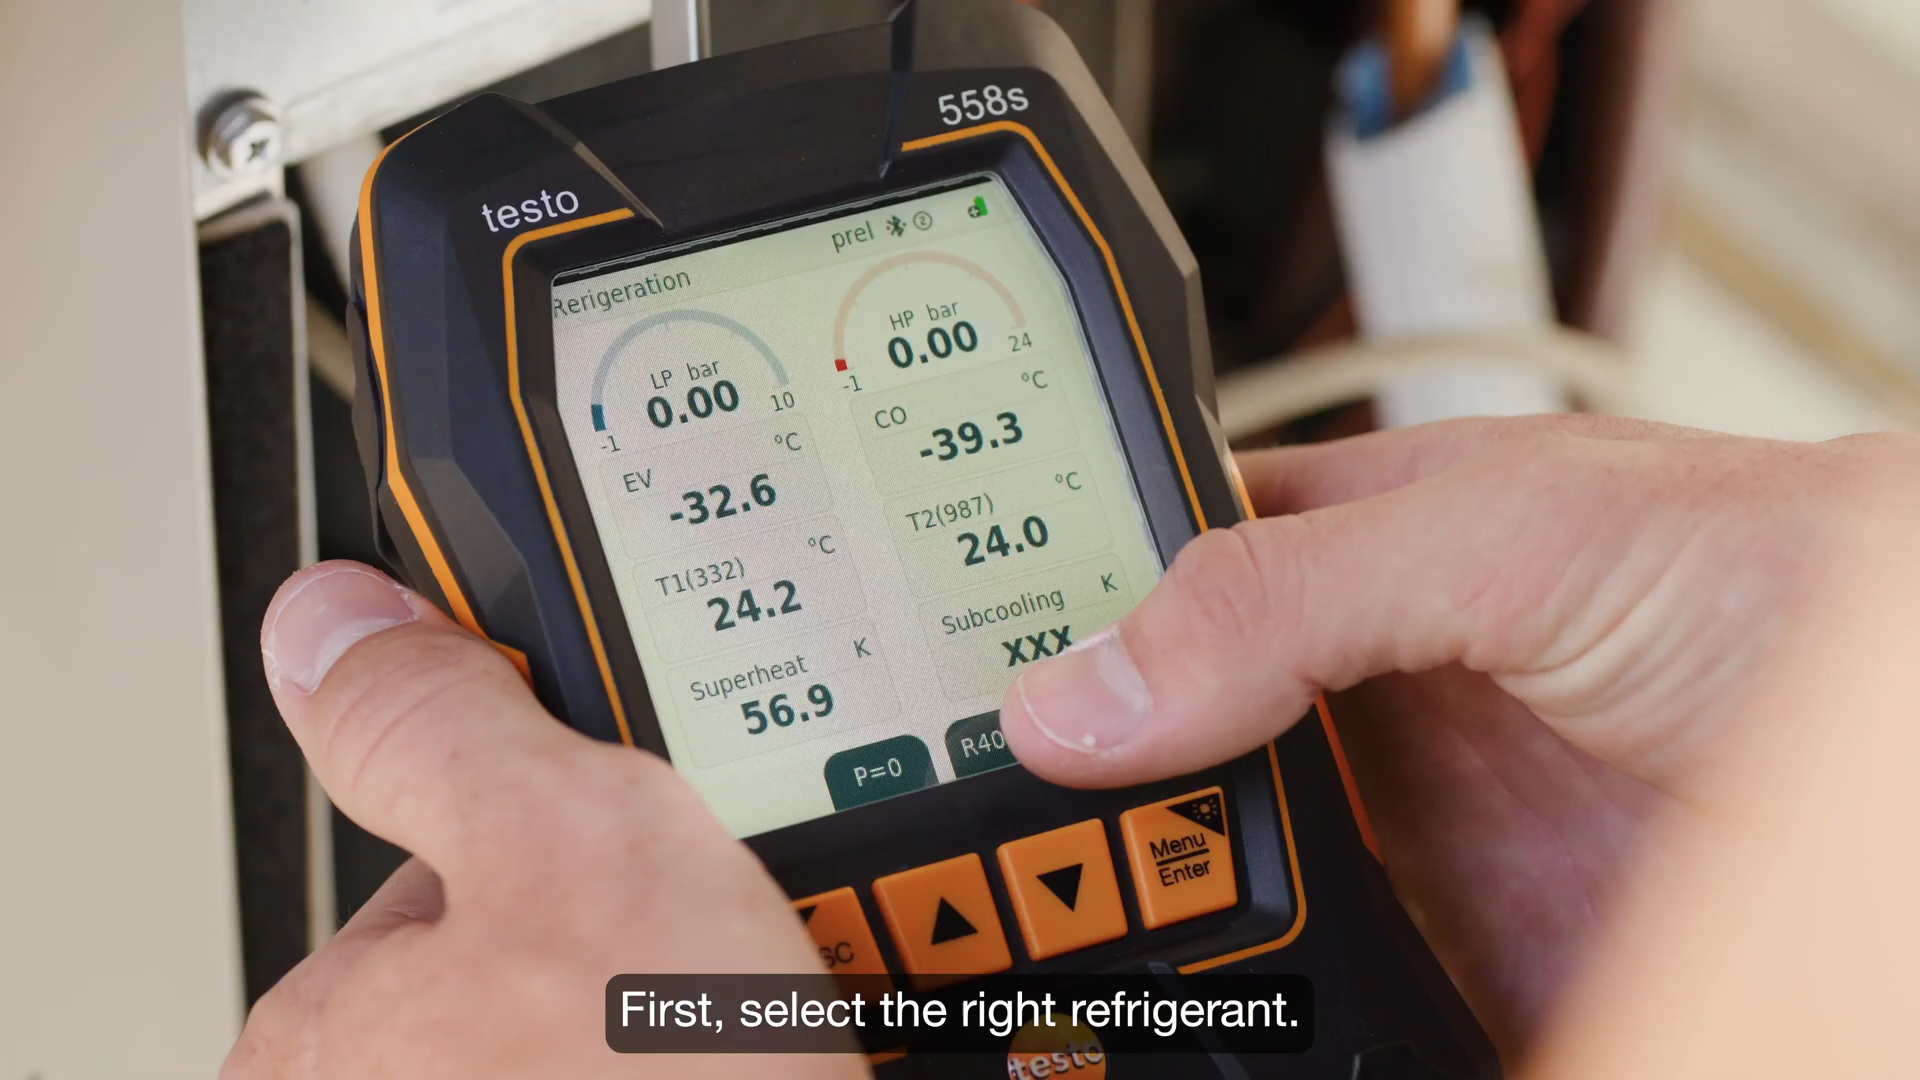 558s
testo
prel
Rerigeration
LP bar
0.00
-1
10
HP bar
0.00
-1
24
EV
°C
-32.6
CO
°C
-39.3
T1(332)
°C
24.2
T2(987)
°C
24.0
Superheat
K
56.9
Subcooling
K
XXX
P=0
R40
Menu
Enter
SC
First, select the right refrigerant.
testo